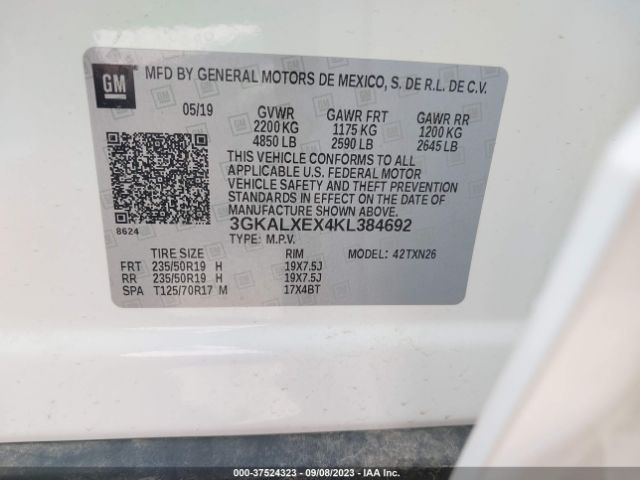 GM
MFD BY GENERAL MOTORS DE MEXICO, S. DE R.L. DE C.V.
05/19 GVWR GAWR FRT GAWR RR
2200 KG 1175 KG 1200 KG
4850 LB 2590 LB 2645 LB
THIS VEHICLE CONFORMS TO ALL
APPLICABLE U.S. FEDERAL MOTOR
VEHICLE SAFETY AND THEFT PREVENTION
STANDARDS IN EFFECT ON THE DATE OF
MANUFACTURE SHOWN ABOVE.
8624
3GKALXEX4KL384692
TYPE: M.P.V. MODEL: 42TXN26
TIRE SIZE RIM
FRT 235/50R19 H 19X7.5J
RR 235/50R19 H 19X7.5J
SPA T125/70R17 M 17X4BT
000-37524323 - 09/08/2023 - IAA Inc.